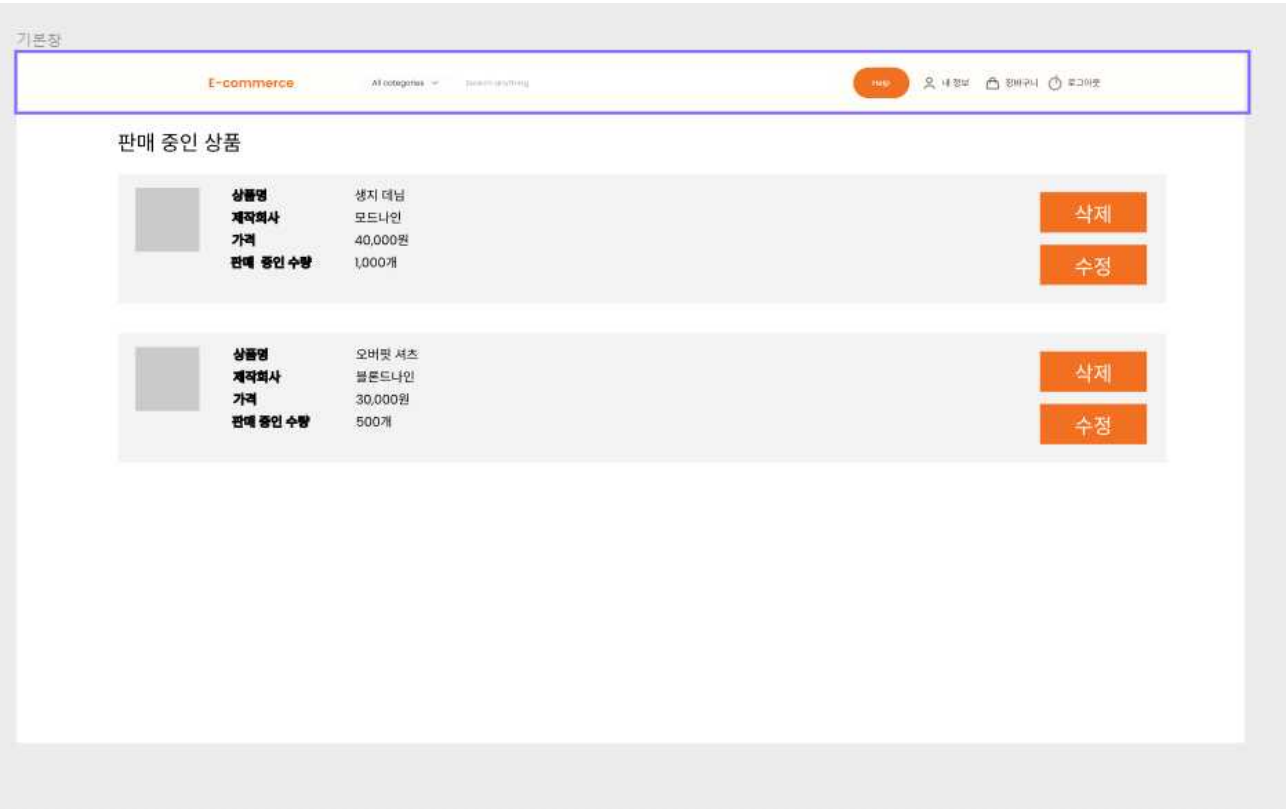 기본창
E-commerce All categories Search anything Help 내 정보 장바구니 로그아웃
판매 중인 상품
상품명 생지 데님
제작회사 모드나인
가격 40,000원
판매 중인 수량 1,000개
삭제
수정
상품명 오버핏 셔츠
제작회사 블론드나인
가격 30,000원
판매 중인 수량 500개
삭제
수정